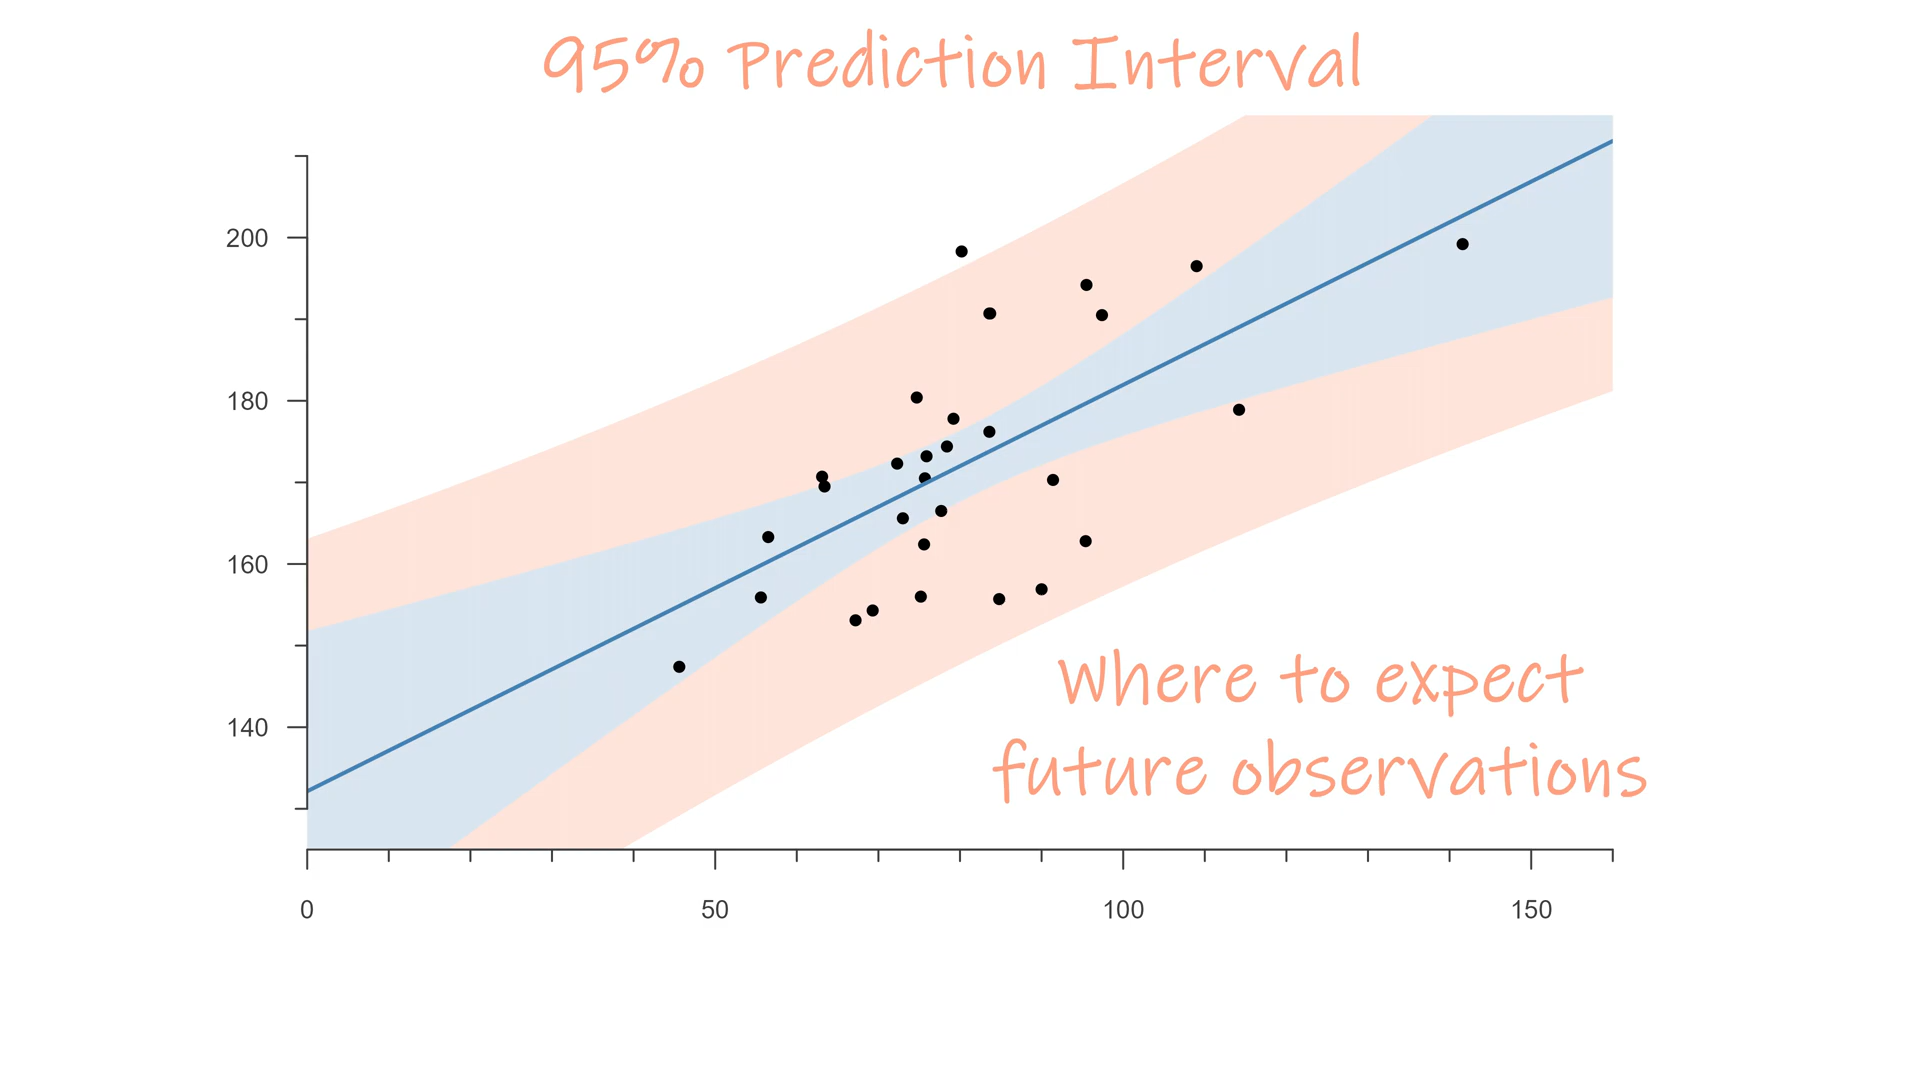 95% Prediction Interval
200
180
160
140
Where to expect
future observations
0 50 100 150